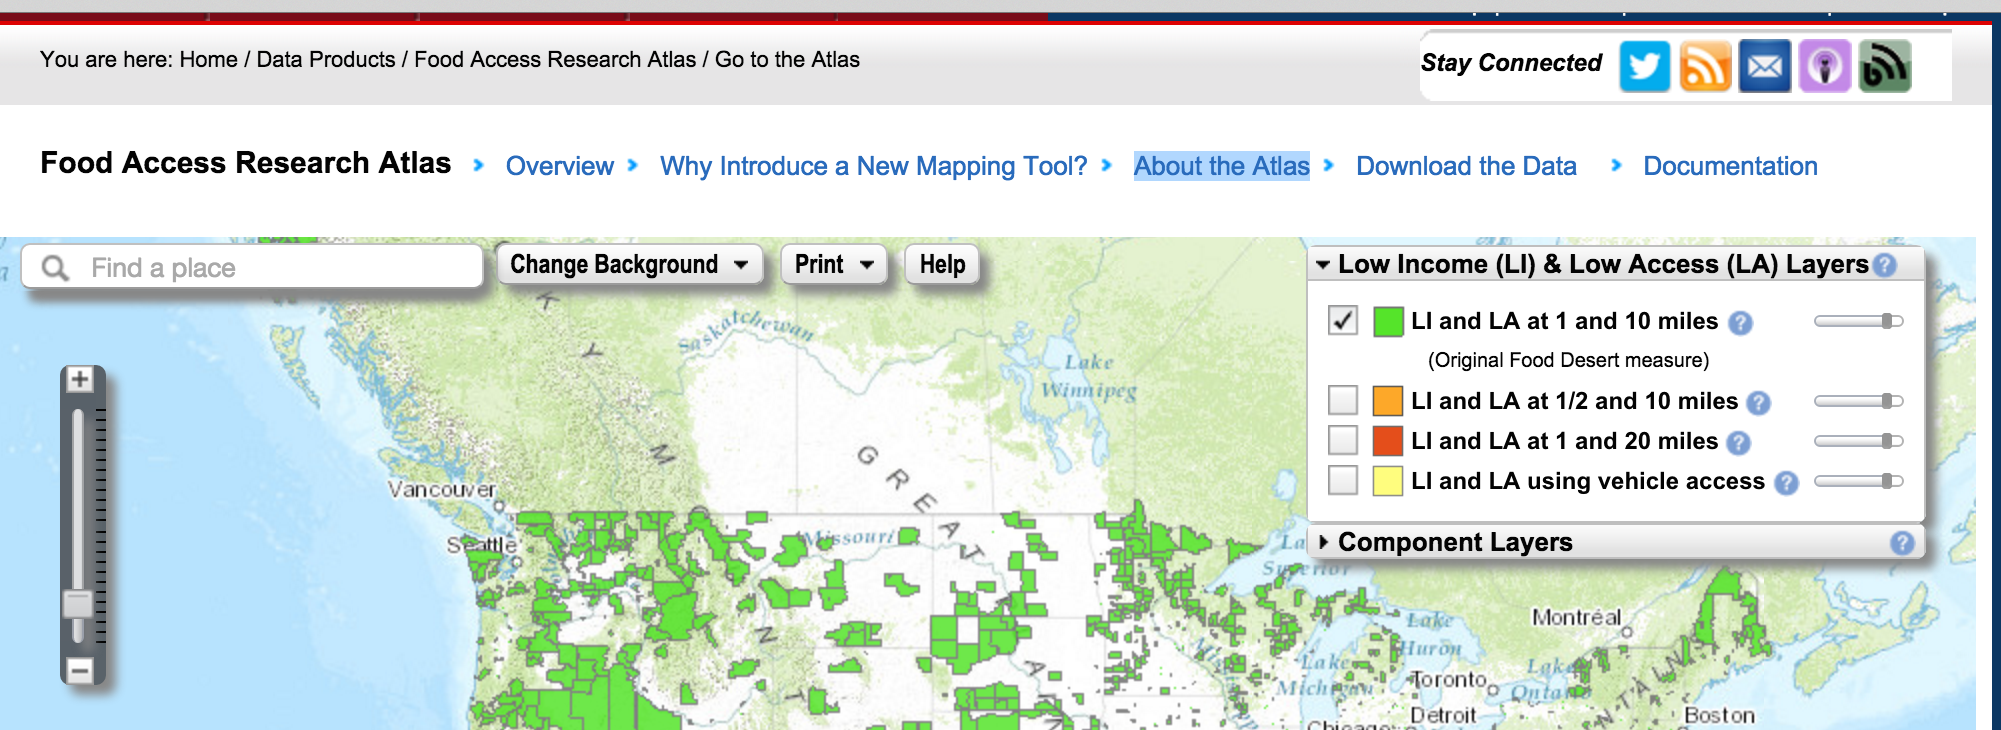 You are here: Home / Data Products / Food Access Research Atlas / Go to the Atlas
Stay Connected
Food Access Research Atlas Overview Why Introduce a New Mapping Tool? About the Atlas Download the Data Documentation
Find a place
Change Background
Print
Help
Low Income (LI) & Low Access (LA) Layers ?
LI and LA at 1 and 10 miles ?
(Original Food Desert measure)
LI and LA at 1/2 and 10 miles ?
LI and LA at 1 and 20 miles ?
LI and LA using vehicle access ?
Component Layers ?
Saskatchewan
Lake
Winnipeg
K Y
M
GREAT
Vancouver
Seattle
Missouri
Superior
N
T
Montréal
Lake
Huron
Lake
Michigan
Toronto
Ontario
Detroit
Chicago
Boston